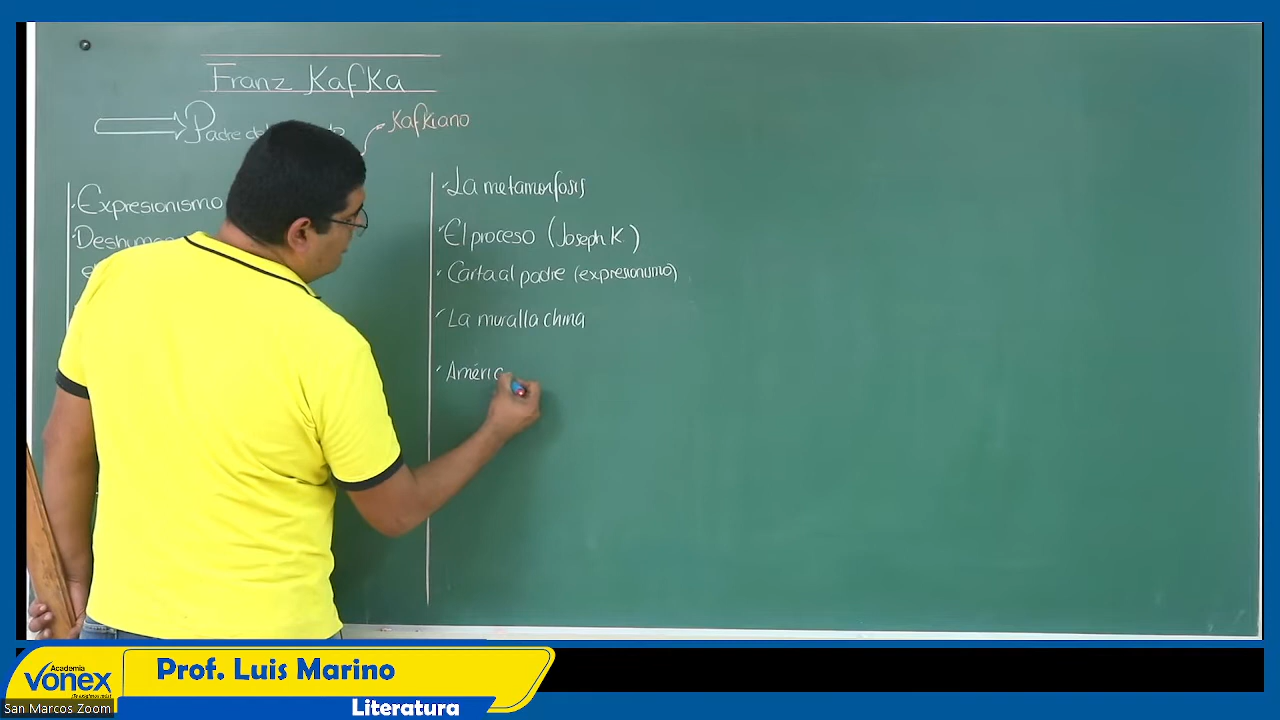 Franz Kafka
Padre del
Kafkiano
Expresionismo
La metamorfosis
El proceso (Joseph K.)
Carta al padre (expresionismo)
La muralla china
Améric
Academia
vonex
Prof. Luis Marino
San Marcos Zoom
Literatura